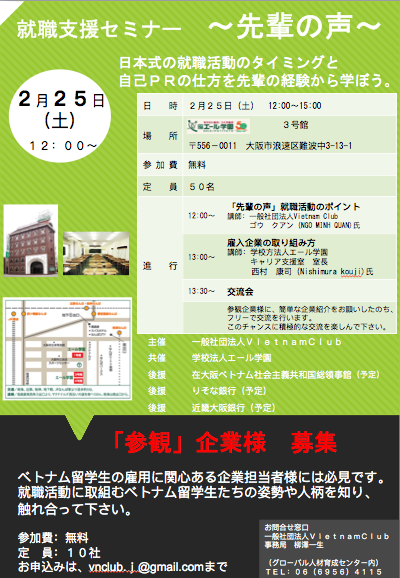 就職支援セミナー　～先輩の声～
日本式の就職活動のタイミングと
自己ＰＲの仕方を先輩の経験から学ぼう。
２月２５日
（土）
１２：００～
日　時　２月２５日（土）　12:00～15:00
場　所　エール学園　３号館
〒556－0011　大阪市浪速区難波中3-13-1
参加費　無料
定　員　５０名
進　行
12:00～　「先輩の声」就職活動のポイント
講師：一般社団法人Vietnam Club
ゴウ　クアン（NGO MINH QUAN）氏
13:00～　雇入企業の取り組み方
講師：学校方法人エール学園
キャリア支援室　室長
西村　康司（Nishimura kouji）氏
13:30～　交流会
参観企業様に、簡単な企業紹介をお願いしたのち、
フリーで交流を行います。
このチャンスに積極的な交流を楽しんで下さい。
主催　一般社団法人ＶｉｅｔｎａｍＣｌｕｂ
共催　学校法人エール学園
後援　在大阪ベトナム社会主義共和国総領事館（予定）
後援　りそな銀行（予定）
後援　近畿大阪銀行（予定）
「参観」企業様　募集
ベトナム留学生の雇用に関心ある企業担当者様には必見です。
就職活動に取組むベトナム留学生たちの姿勢や人柄を知り、
触れ合って下さい。
参加費：無料
定　員：１０社
お申込みは、vnclub.j @gmail.comまで
お問合せ窓口
一般社団法人ＶｉｅｔｎａｍＣｌｕｂ
事務局　柳澤一生
（グローバル人材育成センター内）
ＴＥＬ：０６（６９５６）４１１５